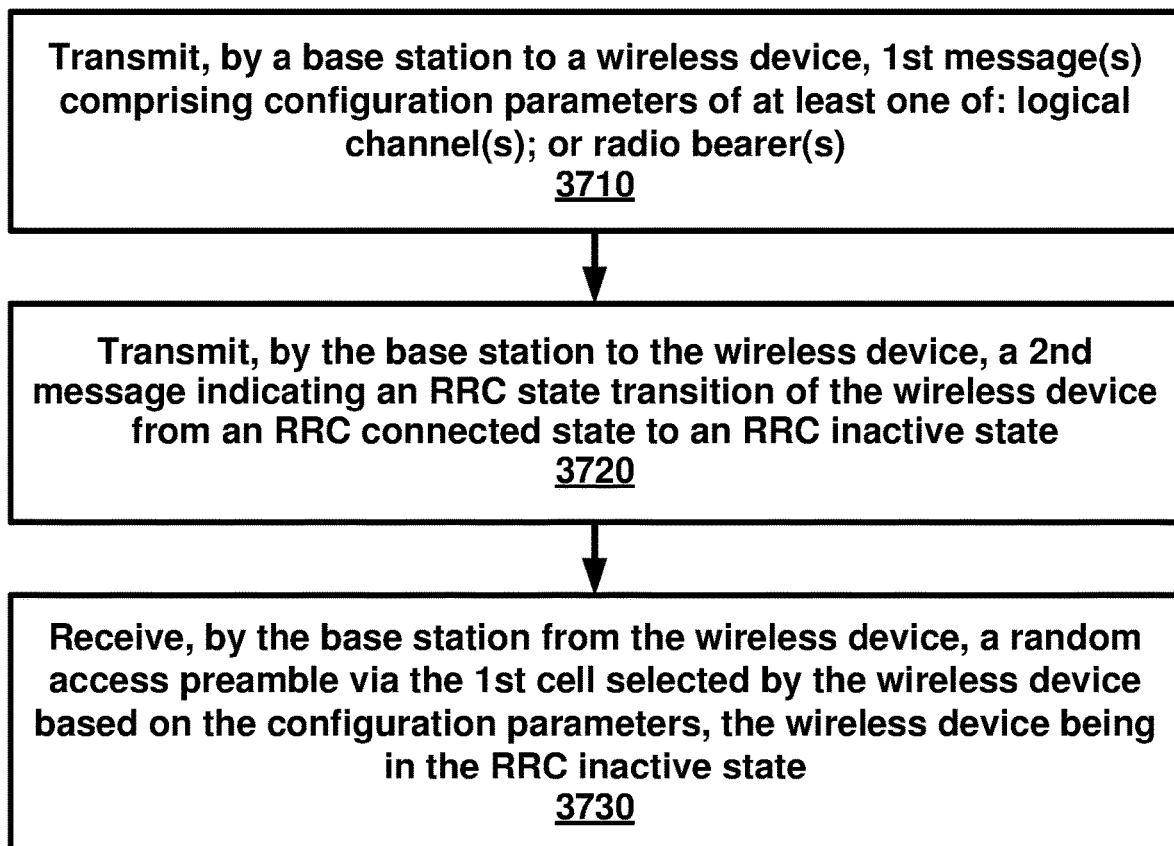 Transmit, by a base station to a wireless device, 1st message(s)
comprising configuration parameters of at least one of: logical
channel(s); or radio bearer(s)
3710
Transmit, by the base station to the wireless device, a 2nd
message indicating an RRC state transition of the wireless device
from an RRC connected state to an RRC inactive state
3720
Receive, by the base station from the wireless device, a random
access preamble via the 1st cell selected by the wireless device
based on the configuration parameters, the wireless device being
in the RRC inactive state
3730